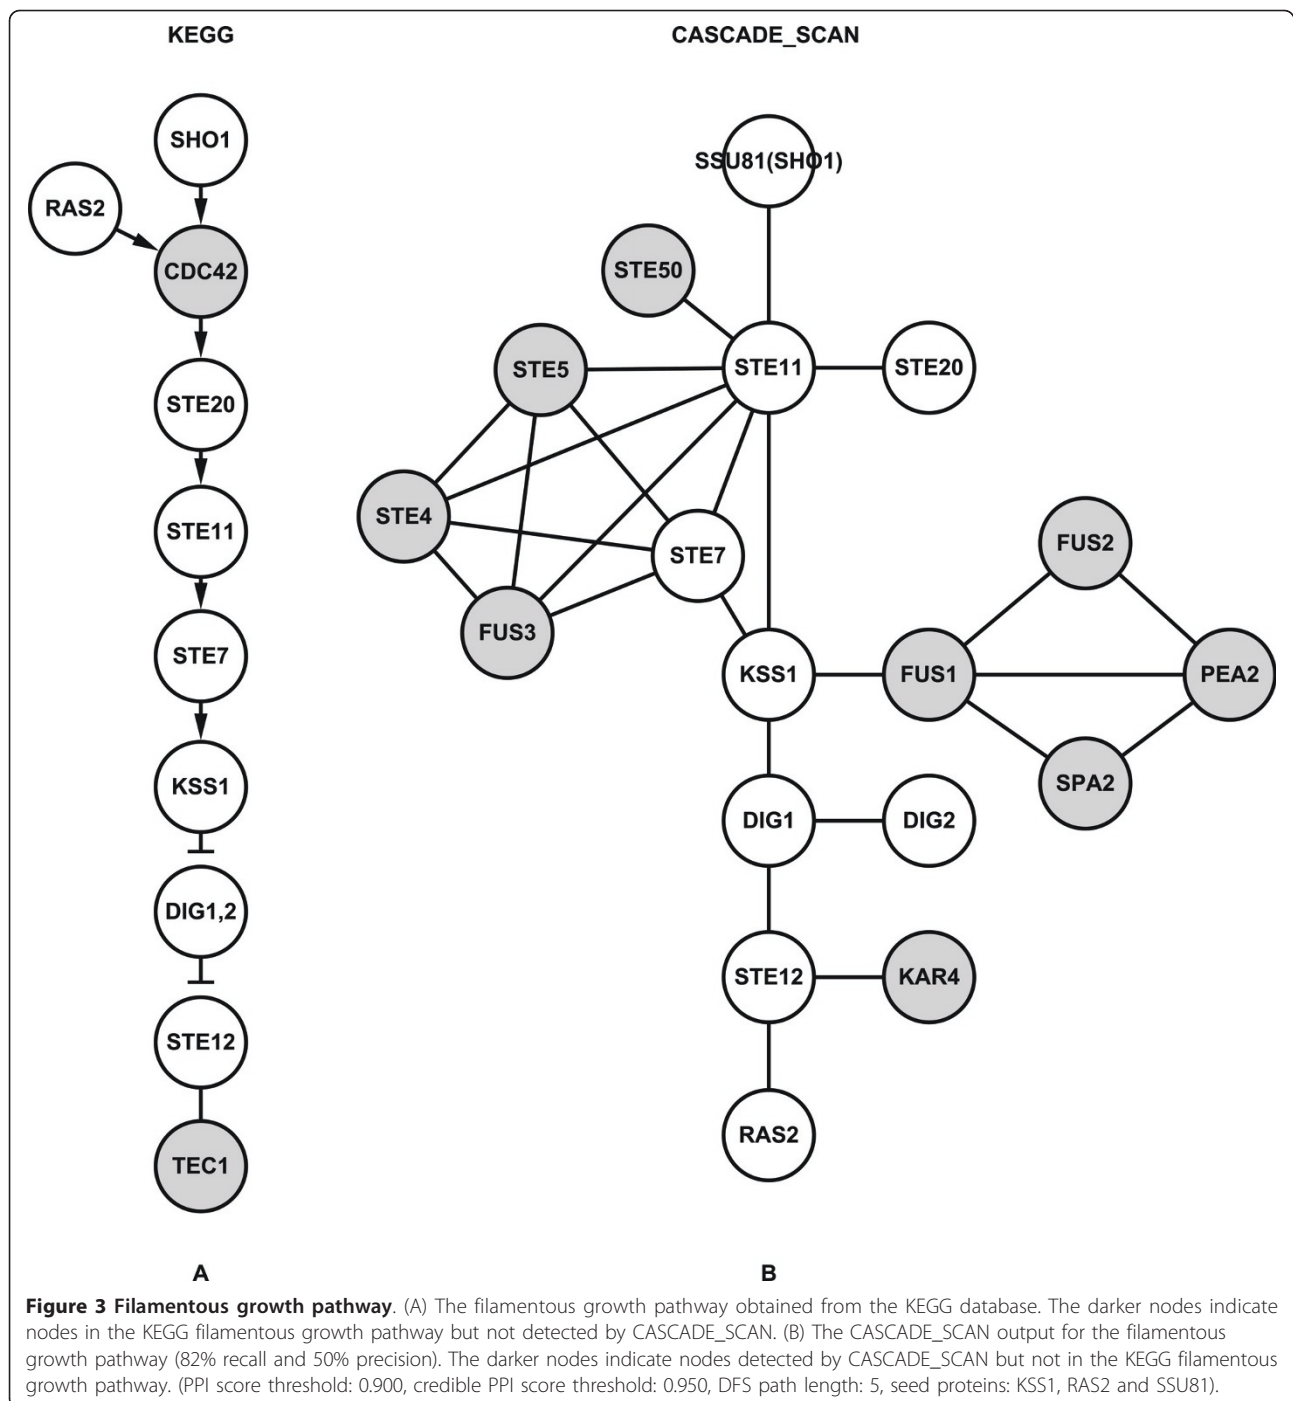 KEGG
SHO1
RAS2
CDC42
STE20
STE11
STE7
KSS1
DIG1,2
STE12
TEC1
A
CASCADE_SCAN
SSU81(SHO1)
STE50
STE5
STE11
STE20
STE4
STE7
FUS3
FUS2
KSS1
FUS1
PEA2
SPA2
DIG1
DIG2
STE12
KAR4
RAS2
B
Figure 3 Filamentous growth pathway. (A) The filamentous growth pathway obtained from the KEGG database. The darker nodes indicate
nodes in the KEGG filamentous growth pathway but not detected by CASCADE_SCAN. (B) The CASCADE_SCAN output for the filamentous
growth pathway (82% recall and 50% precision). The darker nodes indicate nodes detected by CASCADE_SCAN but not in the KEGG filamentous
growth pathway. (PPI score threshold: 0.900, credible PPI score threshold: 0.950, DFS path length: 5, seed proteins: KSS1, RAS2 and SSU81).